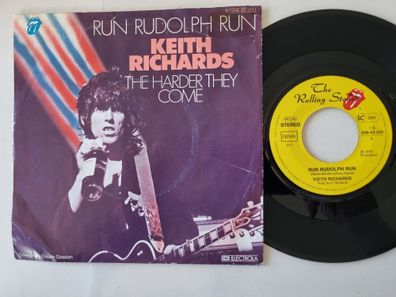 RUN RUDOLPH RUN
KEITH
RICHARDS
THE HARDER THEY
COME
EMI ELECTROLA
The
Rolling Stones
STEREO
GEMA
LC
RUN RUDOLPH RUN
KEITH RICHARDS